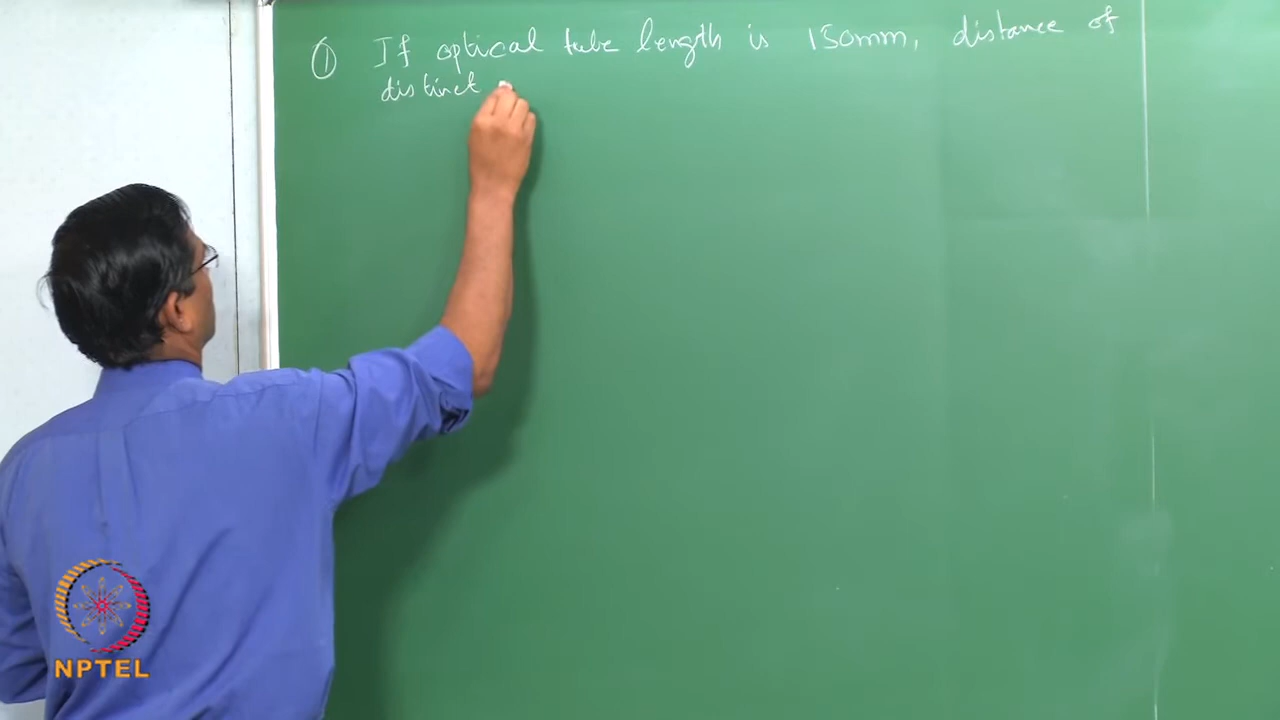 ① If optical tube length is 150mm, distance of
distinct
NPTEL